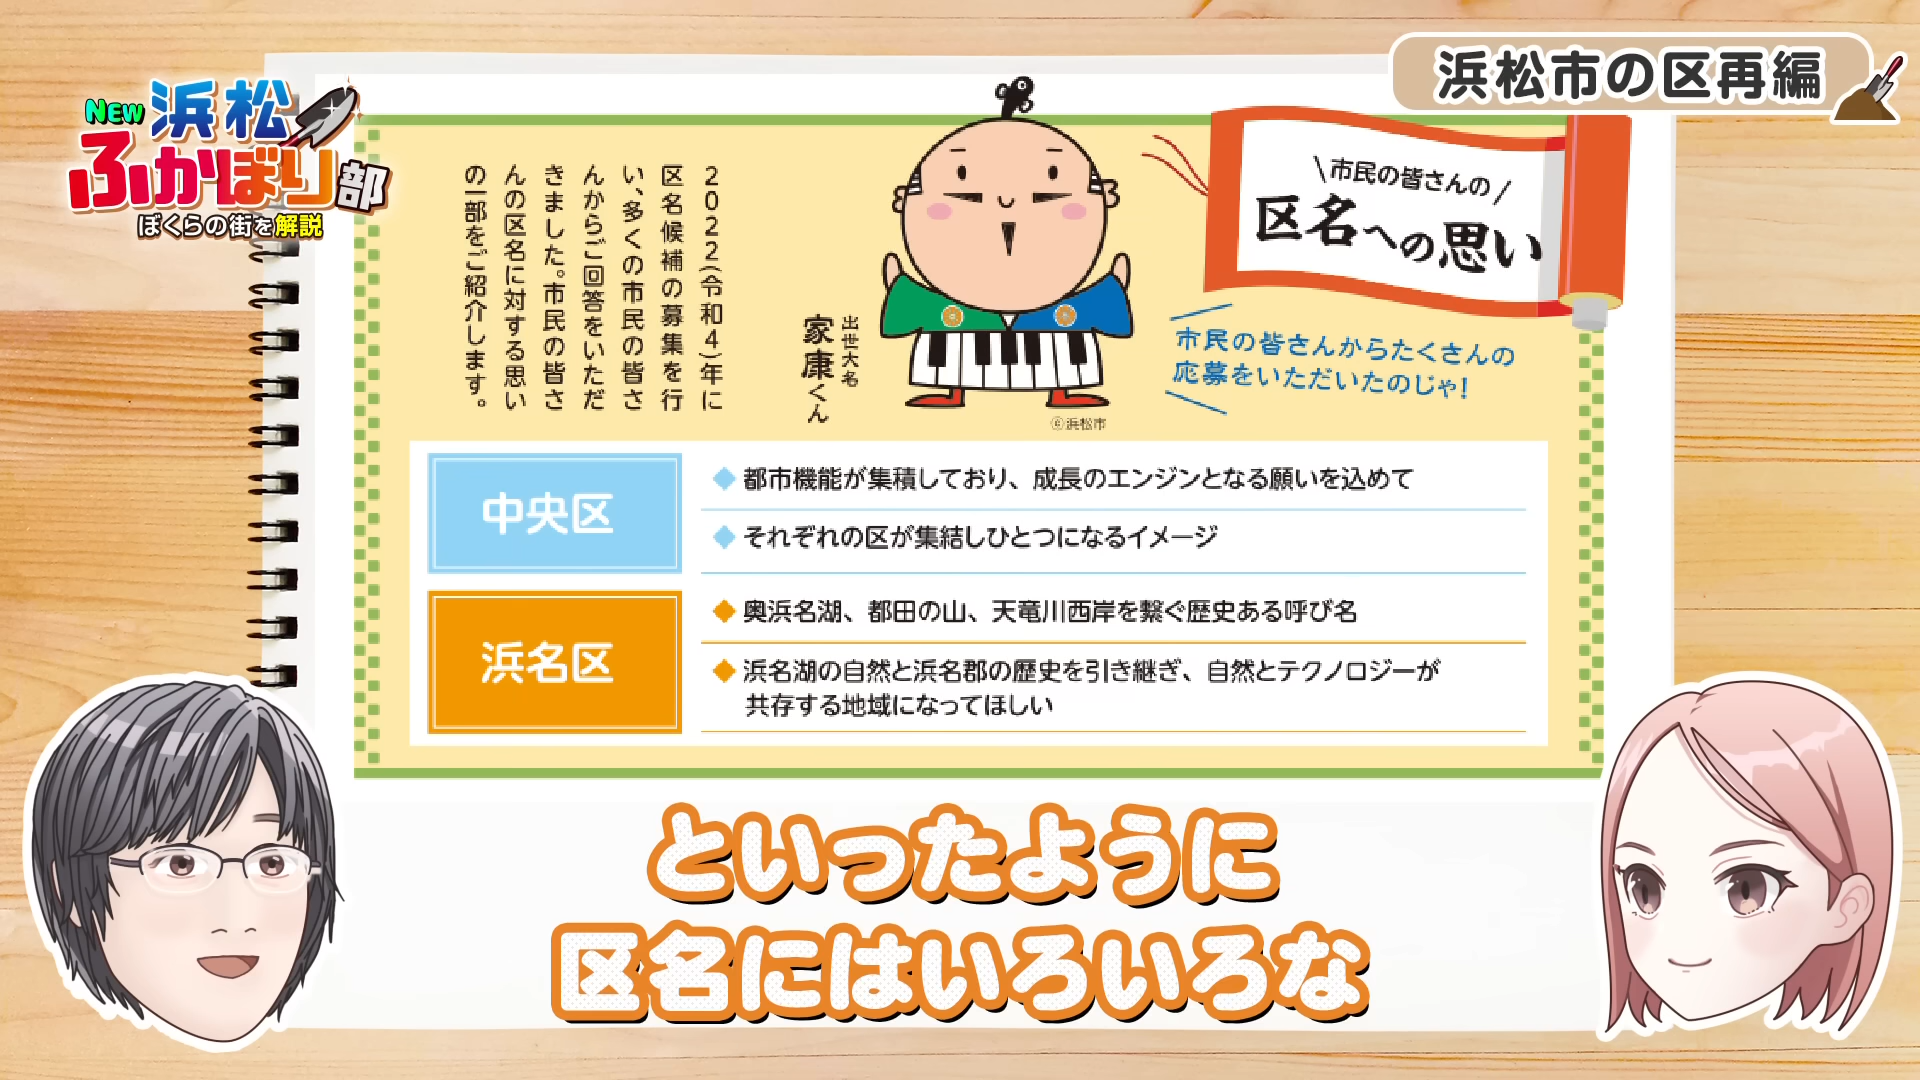 NEW 浜松
ふかぼり部
ぼくらの街を解説
浜松市の区再編
\市民の皆さんの/
区名への思い
市民の皆さんからたくさんの
応募をいただいたのじゃ!
出世大名
家康くん
©浜松市
2022(令和4)年に
区名候補の募集を行
い、多くの市民の皆さ
んからご回答をいただ
きました。市民の皆さ
んの区名に対する思い
の一部をご紹介します。
中央区
◆都市機能が集積しており、成長のエンジンとなる願いを込めて
◆それぞれの区が集結しひとつになるイメージ
浜名区
◆奥浜名湖、都田の山、天竜川西岸を繋ぐ歴史ある呼び名
◆浜名湖の自然と浜名郡の歴史を引き継ぎ、自然とテクノロジーが
共存する地域になってほしい
といったように
区名にはいろいろな